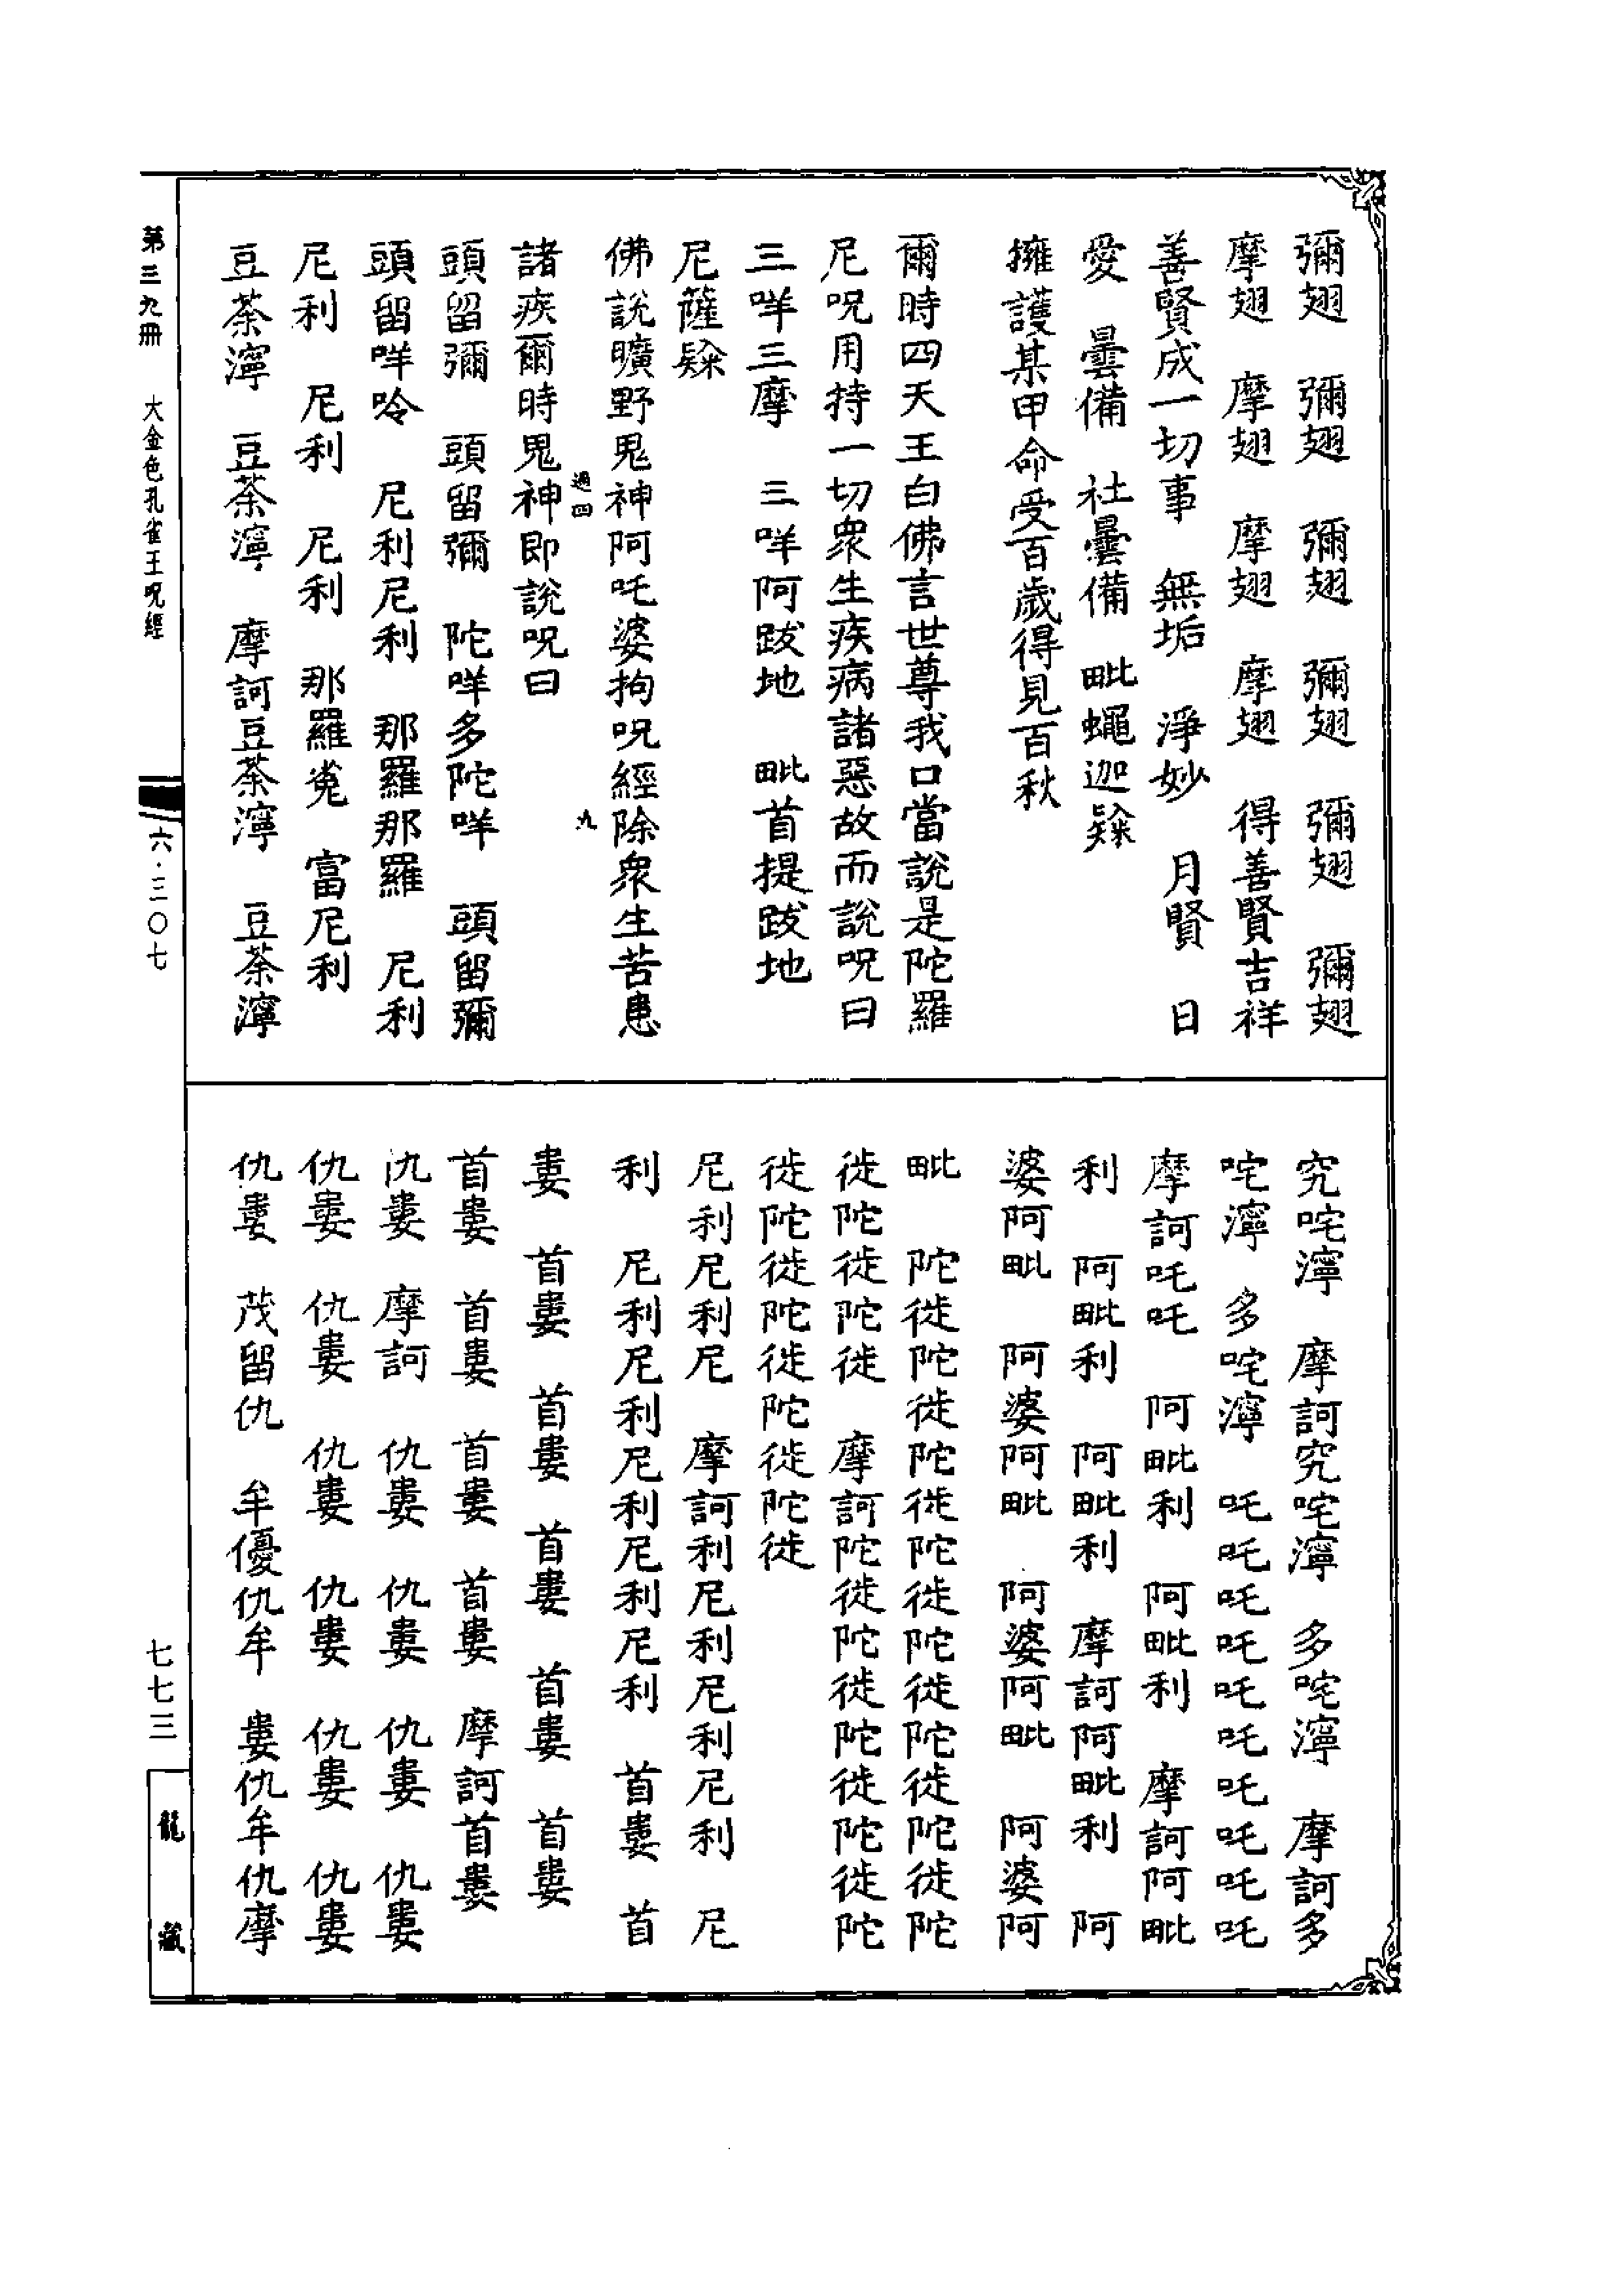 彌翅　彌翅　彌翅　彌翅　彌翅　彌翅
摩翅　摩翅　摩翅　摩翅　得善賢吉祥
善賢成一切事　無垢　淨妙　月賢　日
愛　曇備　社曇備　毗蠅迦㘑
擁護某甲命受百歲得見百秋
爾時四天王白佛言世尊我口當說是陀羅
尼呪用持一切衆生疾病諸惡故而說呪曰
三咩三摩　三咩阿跋地　毗首提跋地
尼薩㘑
佛說曠野鬼神阿吒婆拘呪經除衆生苦患
過四　九
諸疾爾時鬼神即說呪曰
頭留彌　頭留彌　陀咩多陀咩　頭留彌
頭留咩呤　尼利尼利　那羅那羅　尼利
尼利　尼利　尼利　那羅㝹　富尼利
豆茶濘　豆茶濘　摩訶豆茶濘　豆茶濘
究咤濘　摩訶究咤濘　多咤濘　摩訶多
咤濘　多咤濘　吒吒吒吒吒吒吒吒吒吒
摩訶吒吒　阿毗利　阿毗利　摩訶阿毗
利　阿毗利　阿毗利　摩訶阿毗利　阿
婆阿毗　阿婆阿毗　阿婆阿毗　阿婆阿
毗　陀徙陀徙陀徙陀徙陀徙陀徙陀徙陀
徙陀徙陀徙　摩訶陀徙陀徙陀徙陀徙陀
徙陀徙陀徙陀徙陀徙
尼利尼利尼　摩訶利尼利尼利尼利　尼
利　尼利尼利尼利尼利尼利　首婁　首
婁　首婁　首婁　首婁　首婁　首婁
首婁　首婁　首婁　首婁　摩訶首婁
仇婁　摩訶　仇婁　仇婁　仇婁　仇婁
仇婁　仇婁　仇婁　仇婁　仇婁　仇婁
仇婁　茂留仇　牟優仇牟　婁仇牟仇摩
第三九冊　大金色孔雀王呪經　六·三〇七　七七三　龍藏